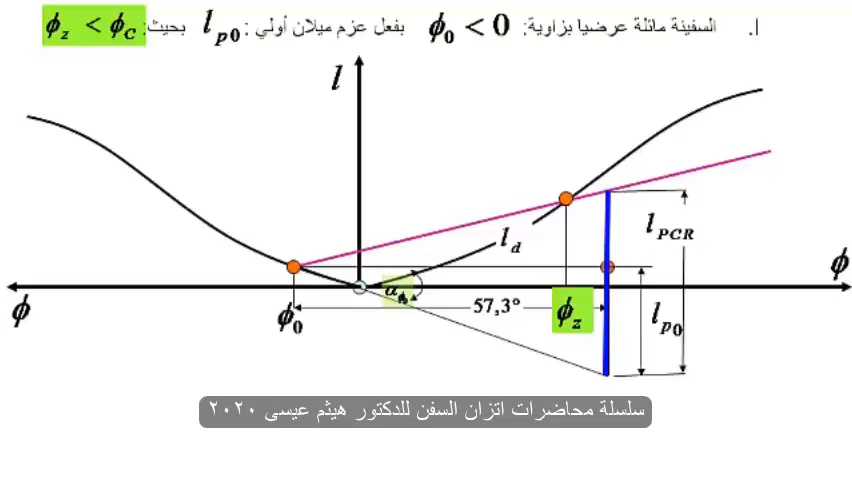 ا. السفينة مائلة عرضيا بزاوية: ϕ₀ < 0 بفعل عزم ميلان أولي : l_p0 بحيث: ϕ_z < ϕ_C
l
l_d
l_PCR
ϕ
α_ϕ₀
ϕ
ϕ₀
57,3°
ϕ_z
l_p0
سلسلة محاضرات اتزان السفن للدكتور هيثم عيسى ٢٠٢٠